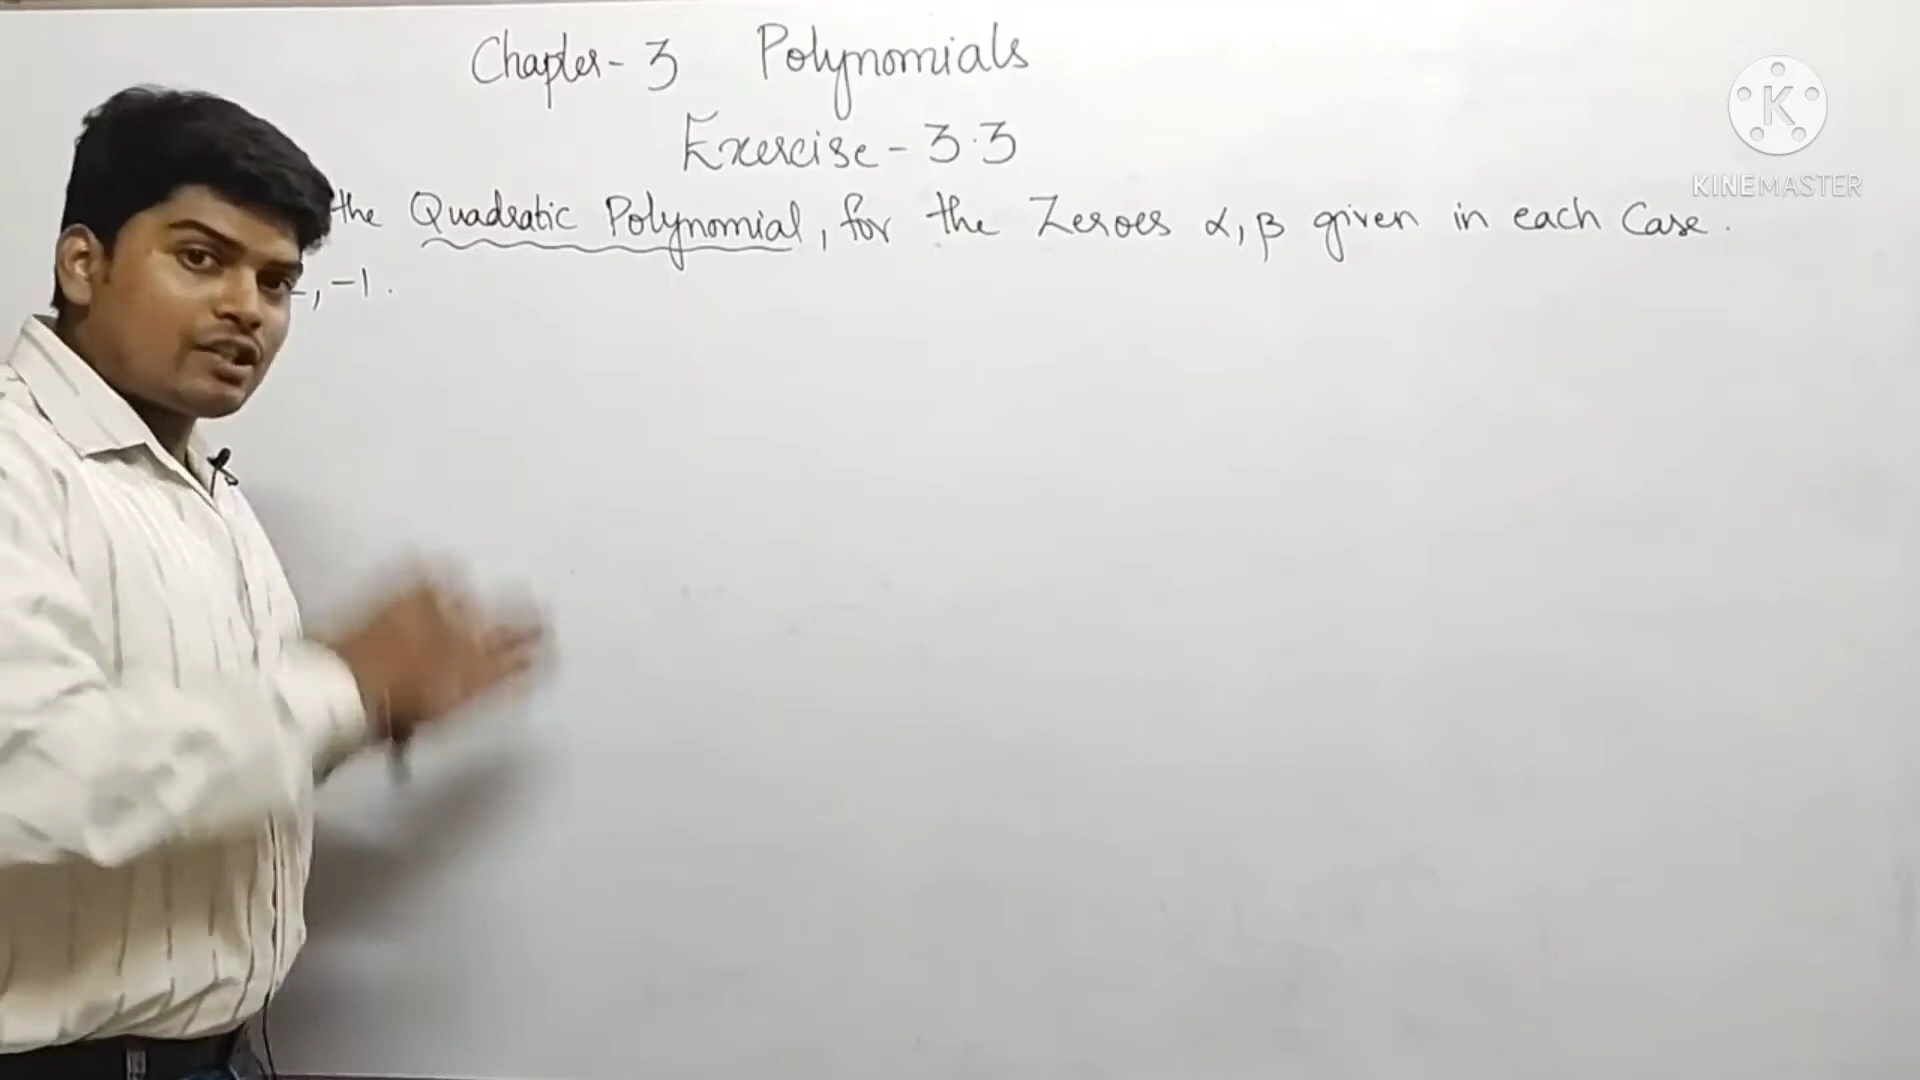 Chapter-3 Polynomials
Exercise-3.3
the Quadratic Polynomial, for the Zeroes α, β given in each Case.
, -1.
K
KINEMASTER